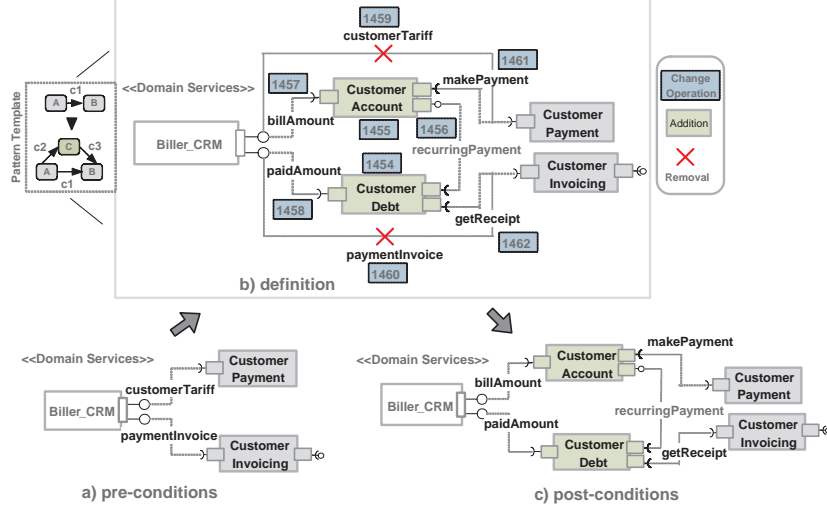 1459
customerTariff
1461
<<Domain Services>>
1457
Customer
Account
makePayment
Change
Operation
Pattern Template
c1
A
B
billAmount
Customer
Payment
Addition
C
c2
c3
1455
1456
Biller_CRM
recurringPayment
A
B
c1
1454
paidAmount
Customer
Invoicing
Removal
Customer
Debt
1458
getReceipt
1462
paymentInvoice
1460
b) definition
<<Domain Services>>
Customer
Payment
customerTariff
Biller_CRM
paymentInvoice
Customer
Invoicing
a) pre-conditions
makePayment
<<Domain Services>>
Customer
Account
billAmount
Customer
Payment
Biller_CRM
recurringPayment
paidAmount
Customer
Invoicing
Customer
Debt
getReceipt
c) post-conditions